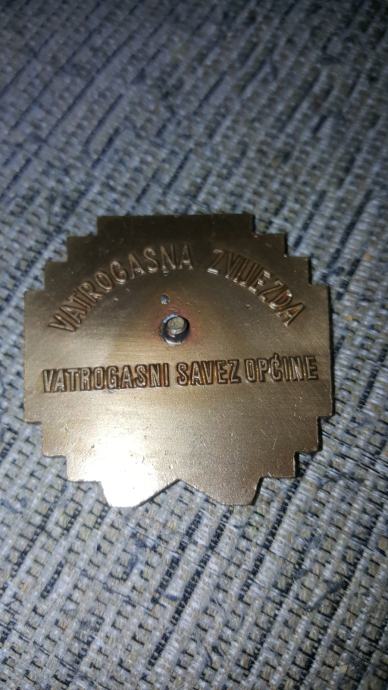 VATROGASNA ZVIJEZDA
VATROGASNI SAVEZ OPĆINE